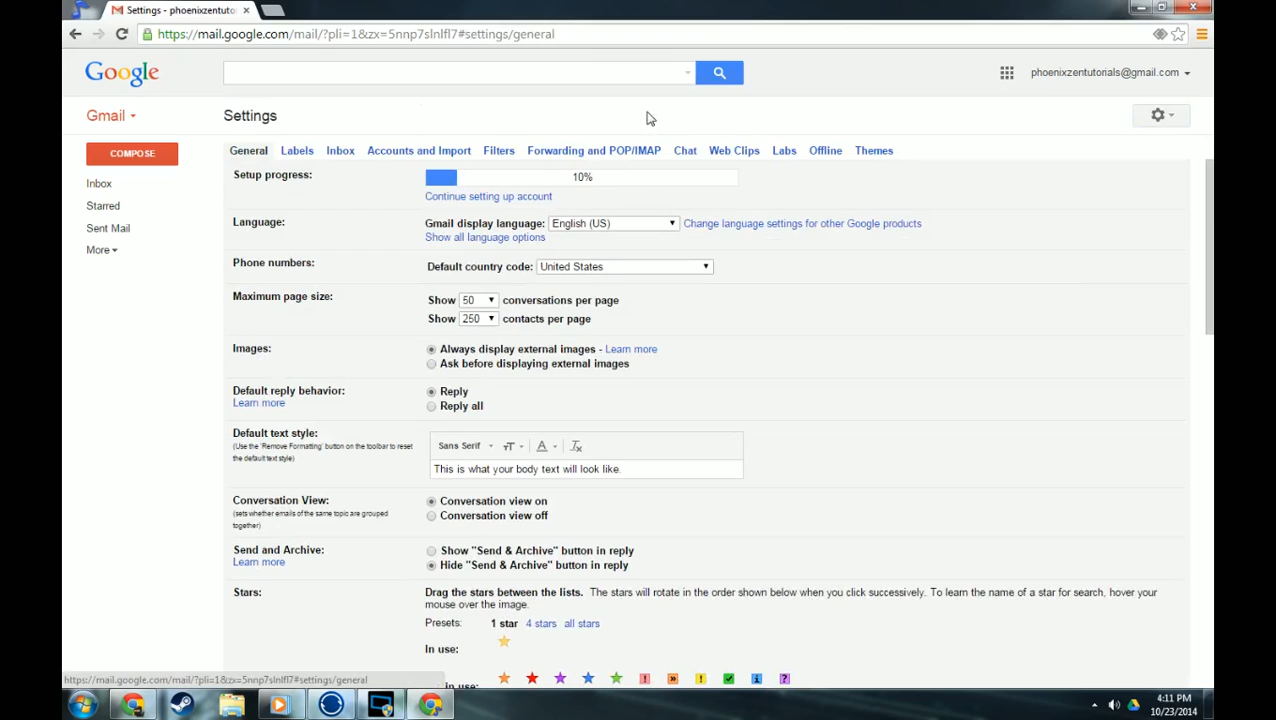 Settings - phoenixzentuto
https://mail.google.com/mail/?pli=1&zx=5nnp7slnlfl7#settings/general
Google
phoenixzentutorials@gmail.com
Gmail
Settings
COMPOSE
General Labels Inbox Accounts and Import Filters Forwarding and POP/IMAP Chat Web Clips Labs Offline Themes
Inbox
Starred
Sent Mail
More
Setup progress:
10%
Continue setting up account
Language:
Gmail display language: English (US) Change language settings for other Google products
Show all language options
Phone numbers:
Default country code: United States
Maximum page size:
Show 50 conversations per page
Show 250 contacts per page
Images:
Always display external images - Learn more
Ask before displaying external images
Default reply behavior:
Learn more
Reply
Reply all
Default text style:
(Use the 'Remove Formatting' button on the toolbar to reset
the default text style)
Sans Serif
This is what your body text will look like.
Conversation View:
(sets whether emails of the same topic are grouped
together)
Conversation view on
Conversation view off
Send and Archive:
Learn more
Show "Send & Archive" button in reply
Hide "Send & Archive" button in reply
Stars:
Drag the stars between the lists. The stars will rotate in the order shown below when you click successively. To learn the name of a star for search, hover your
mouse over the image.
Presets: 1 star 4 stars all stars
In use:
in use:
https://mail.google.com/mail/?pli=1&zx=5nnp7slnlfl7#settings/general
4:11 PM
10/23/2014